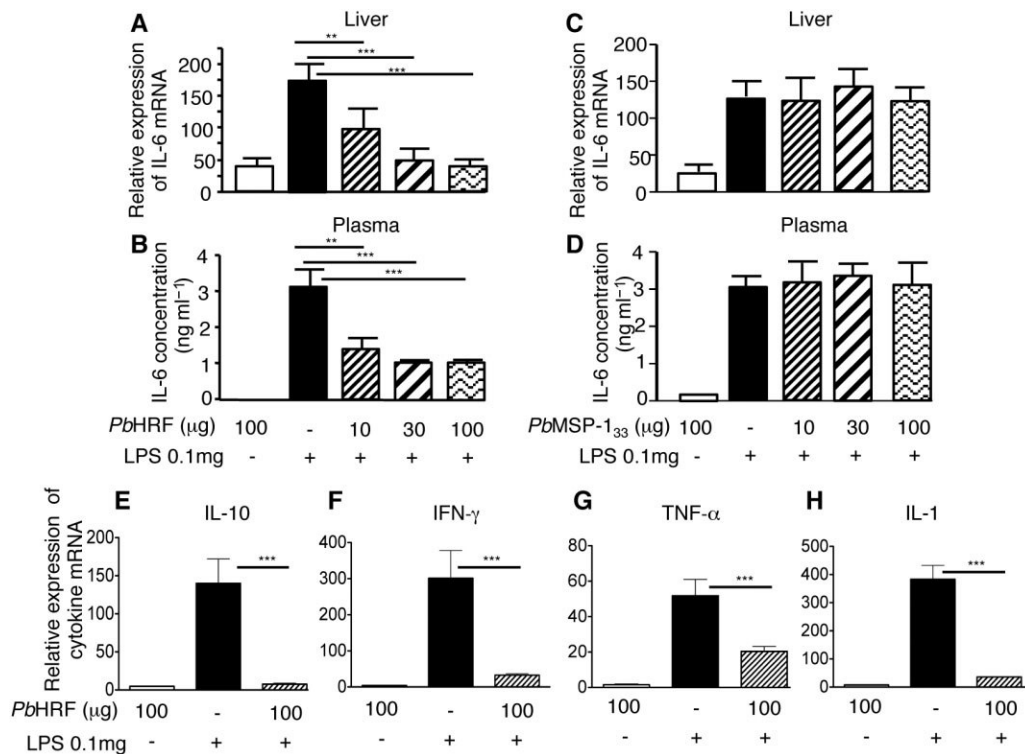 A Liver
** 
***
***
Relative expression
of IL-6 mRNA
200
150
100
50
0
C Liver
Relative expression
of IL-6 mRNA
200
150
100
50
0
B Plasma
**
***
***
IL-6 concentration
(ng ml⁻¹)
4
3
2
1
0
D Plasma
IL-6 concentration
(ng ml⁻¹)
4
3
2
1
0
PbHRF (µg) 100 - 10 30 100
LPS 0.1mg - + + + +
PbMSP-1₃₃ (µg) 100 - 10 30 100
LPS 0.1mg - + + + +
Relative expression of
cytokine mRNA
E IL-10
***
150
100
50
0
F IFN-γ
***
400
300
200
100
0
G TNF-α
***
60
40
20
0
H IL-1
***
500
400
300
200
100
0
PbHRF (µg) 100 - 100 100 - 100 100 - 100 100 - 100
LPS 0.1mg - + + - + + - + + - + +